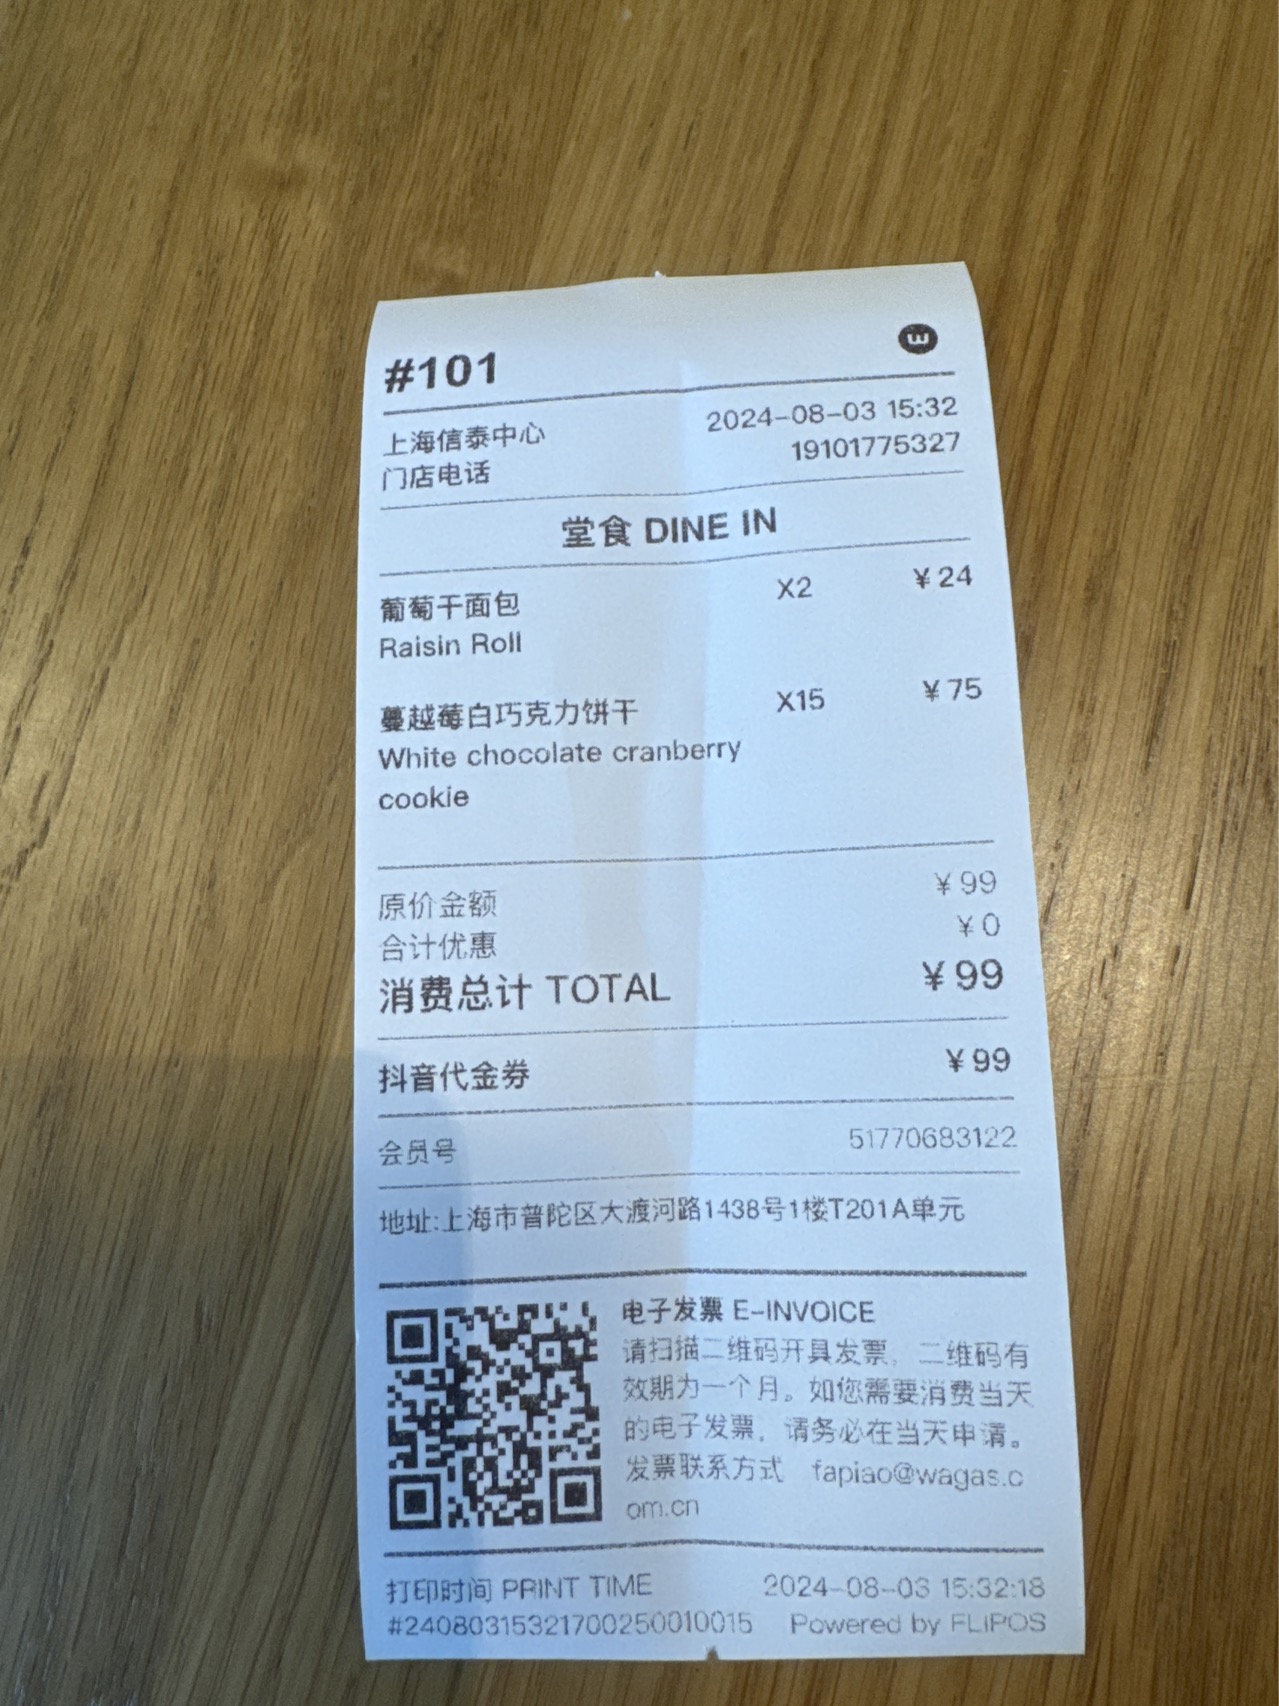 #101
上海信泰中心 2024-08-03 15:32
门店电话 19101775327
堂食 DINE IN
葡萄干面包 X2 ¥24
Raisin Roll
蔓越莓白巧克力饼干 X15 ¥75
White chocolate cranberry
cookie
原价金额 ¥99
合计优惠 ¥0
消费总计 TOTAL ¥99
抖音代金券 ¥99
会员号 51770683122
地址:上海市普陀区大渡河路1438号1楼T201A单元
电子发票 E-INVOICE
请扫描二维码开具发票，二维码有
效期为一个月。如您需要消费当天
的电子发票，请务必在当天申请。
发票联系方式 fapiao@wagas.c
om.cn
打印时间 PRINT TIME 2024-08-03 15:32:18
#24080315321700250010015 Powered by FLIPOS